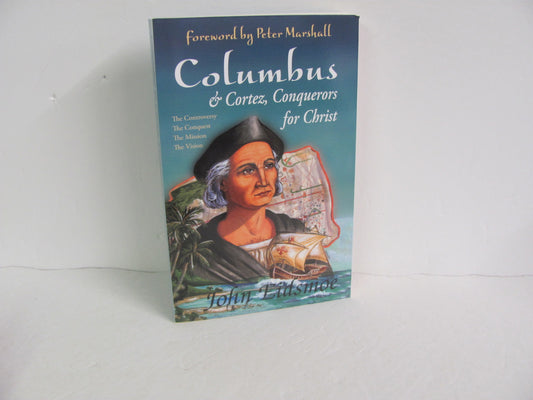 foreword by Peter Marshall
Columbus
& Cortez, Conquerors
for Christ
The Controversy
The Conquest
The Mission
The Vision
John Eidsmoe